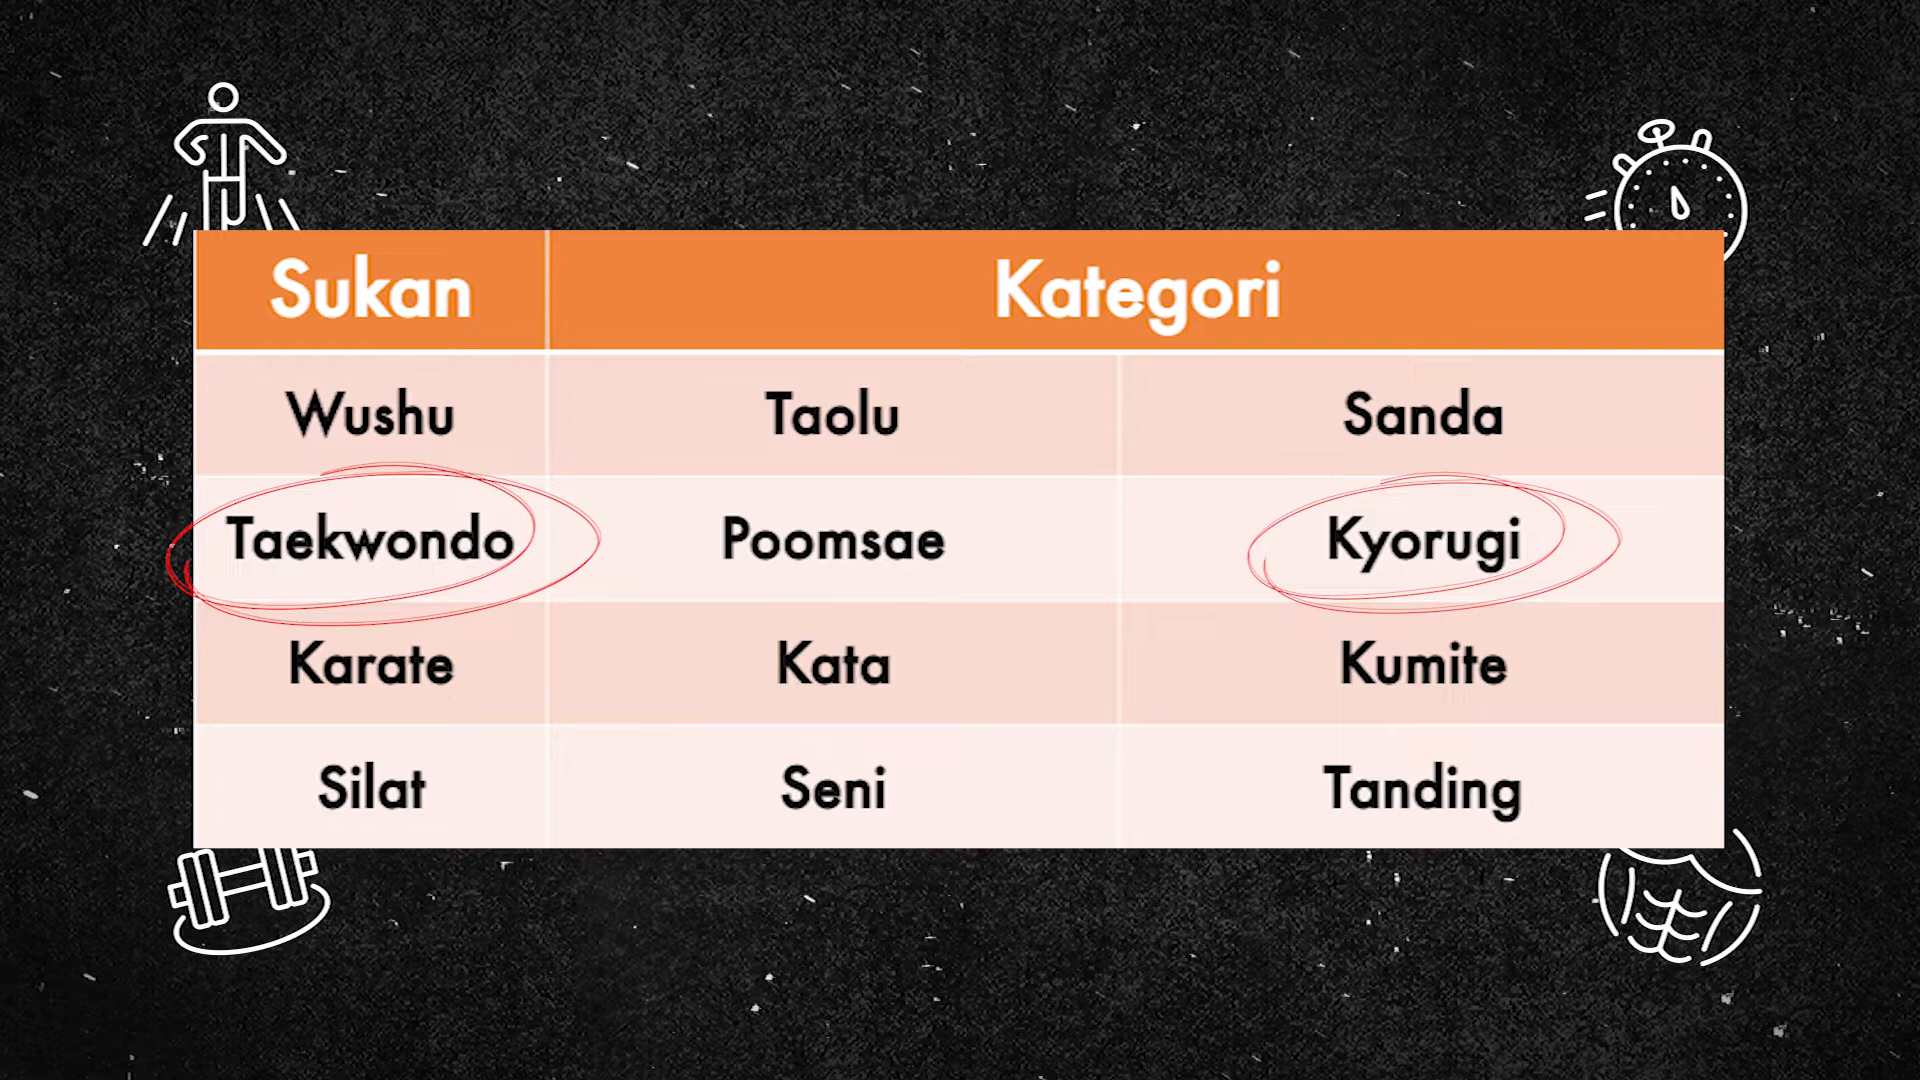 Sukan Kategori
Wushu Taolu Sanda
Taekwondo Poomsae Kyorugi
Karate Kata Kumite
Silat Seni Tanding